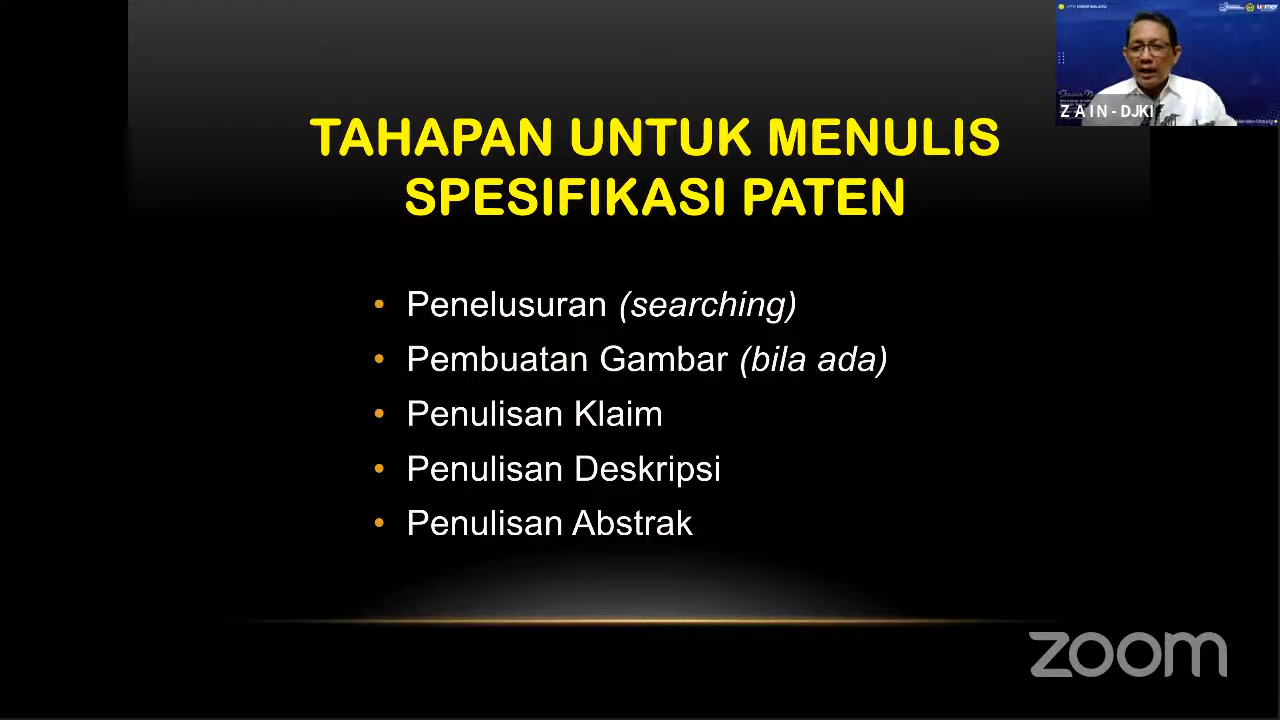 TAHAPAN UNTUK MENULIS
SPESIFIKASI PATEN
• Penelusuran (searching)
• Pembuatan Gambar (bila ada)
• Penulisan Klaim
• Penulisan Deskripsi
• Penulisan Abstrak
Z A I N - DJKI
zoom